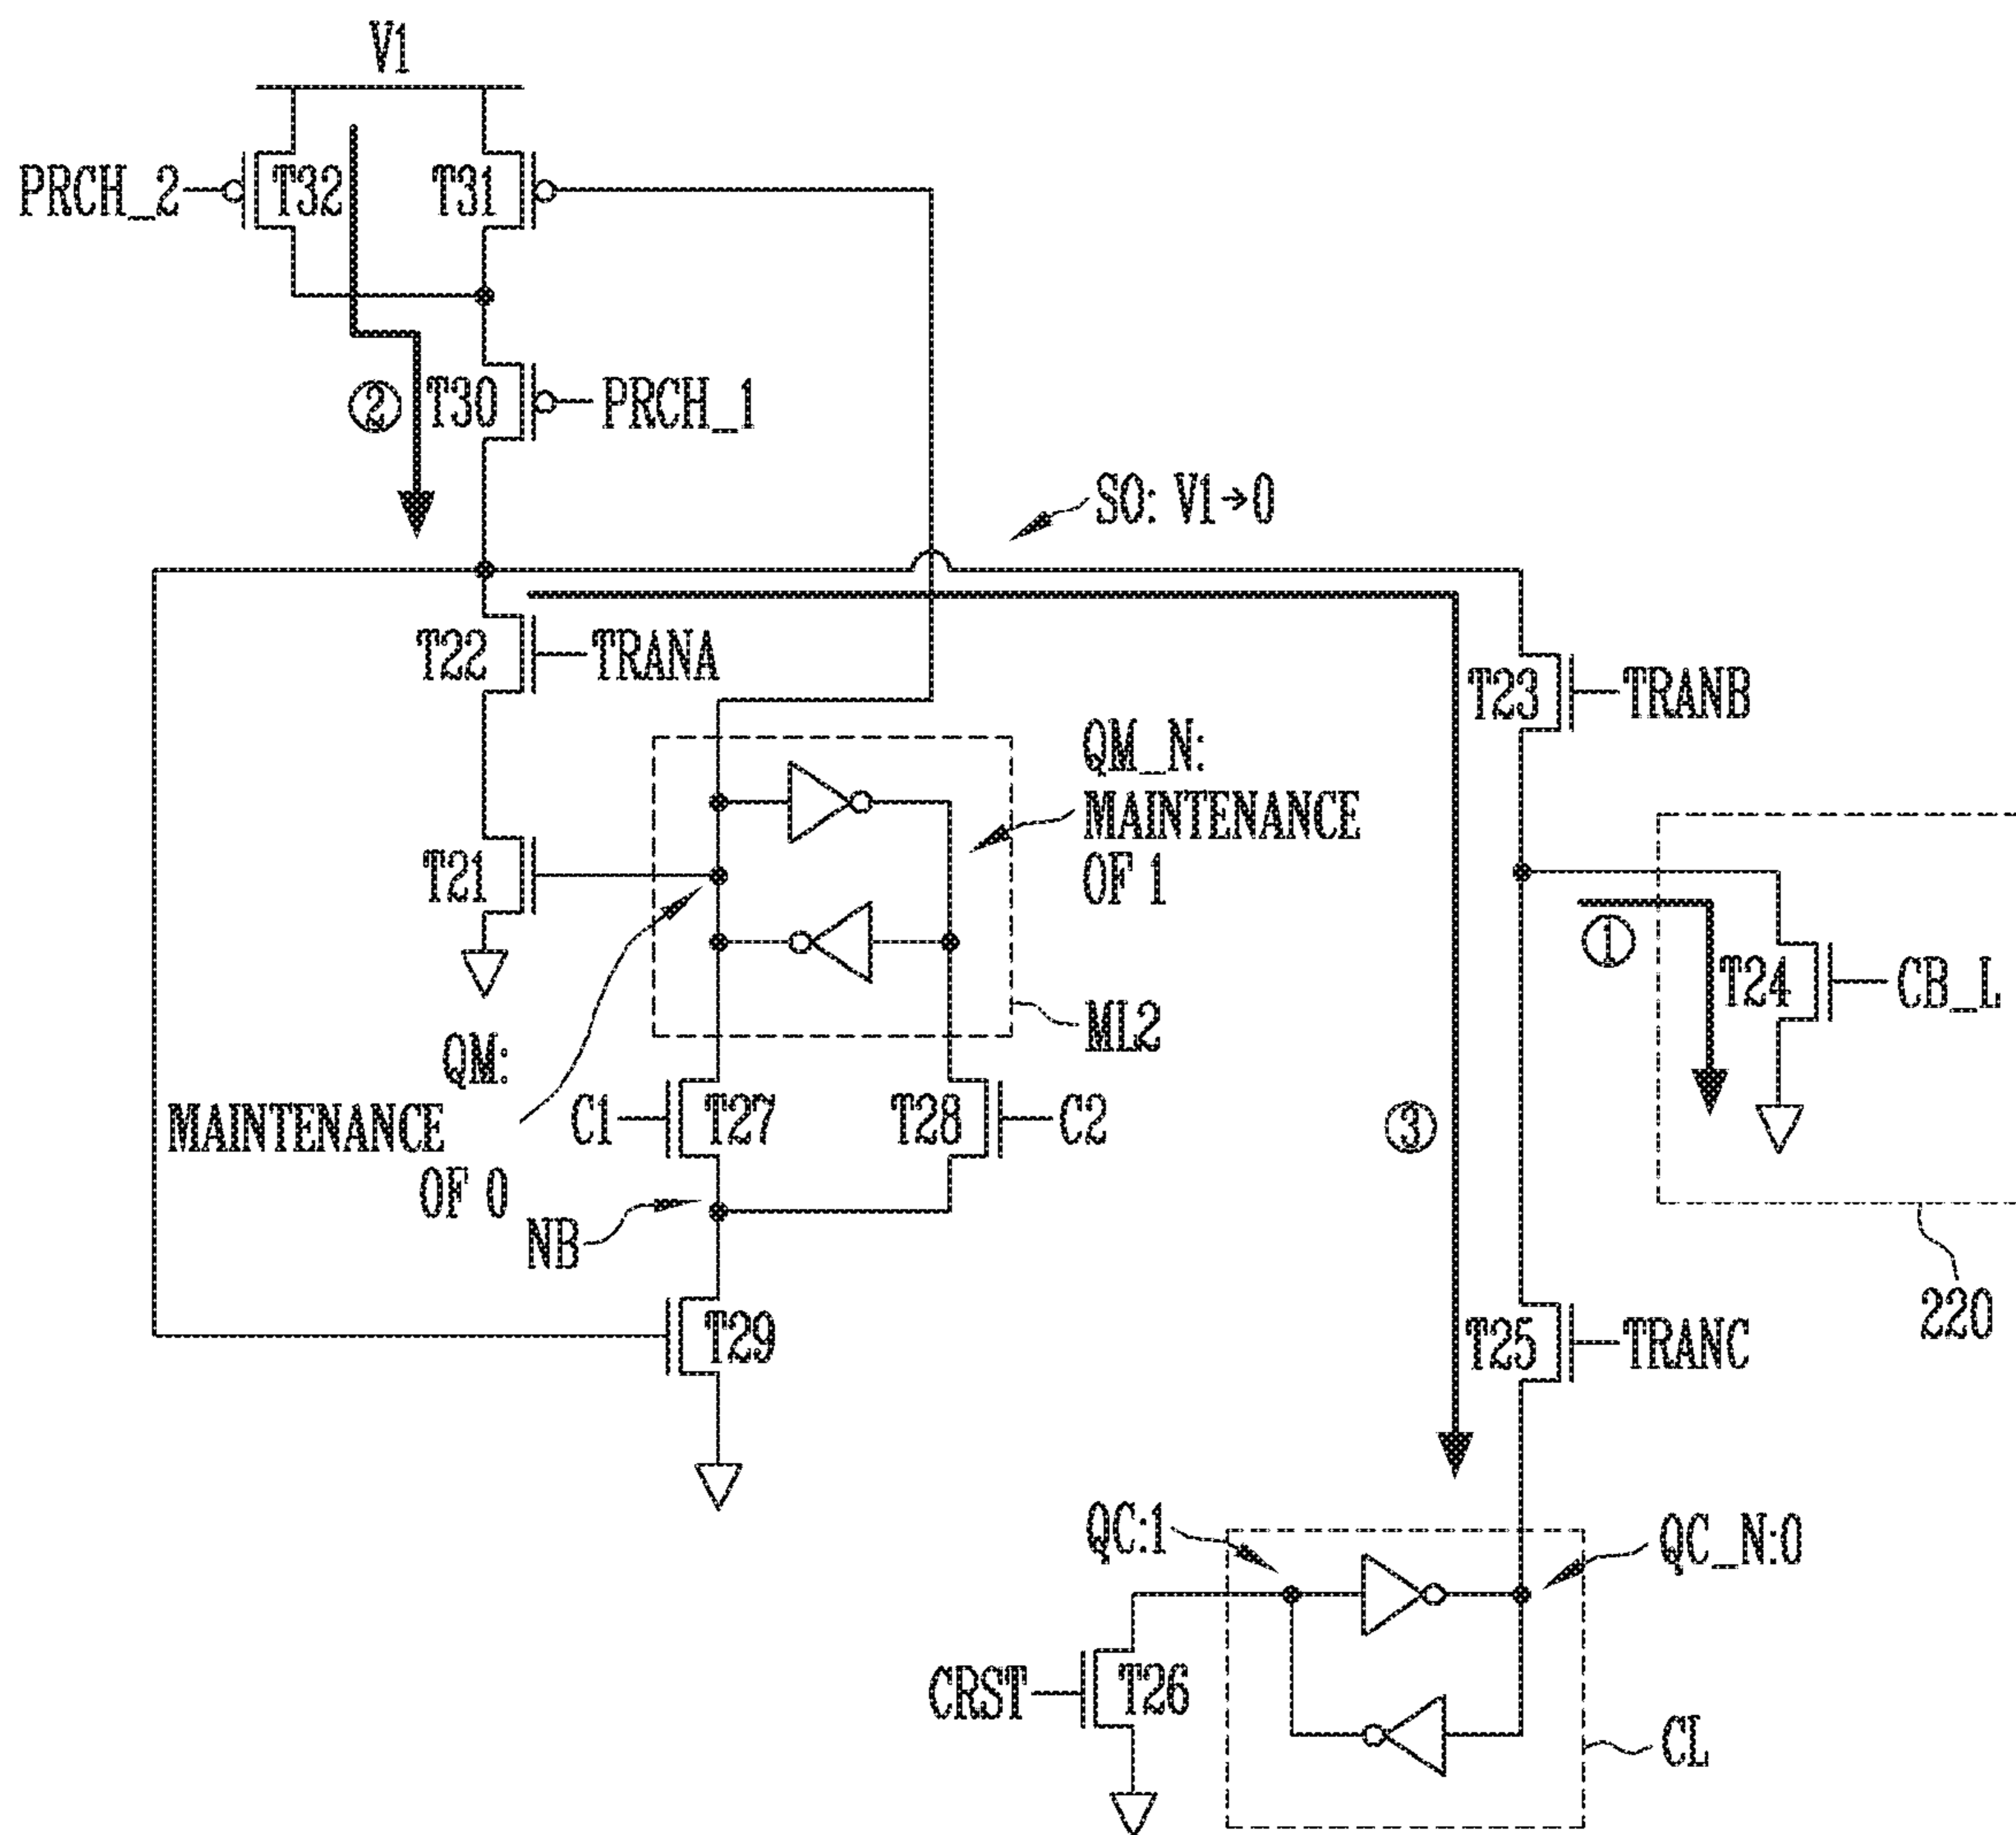 V1
PRCH_2
T32
T31
②
T30
PRCH_1
SO: V1→0
T22
TRANA
T23
TRANB
QM_N:
MAINTENANCE
OF 1
T21
①
T24
CB_L
ML2
QM:
MAINTENANCE
OF 0
C1
T27
T28
C2
③
NB
220
T29
T25
TRANC
QC:1
QC_N:0
CRST
T26
CL